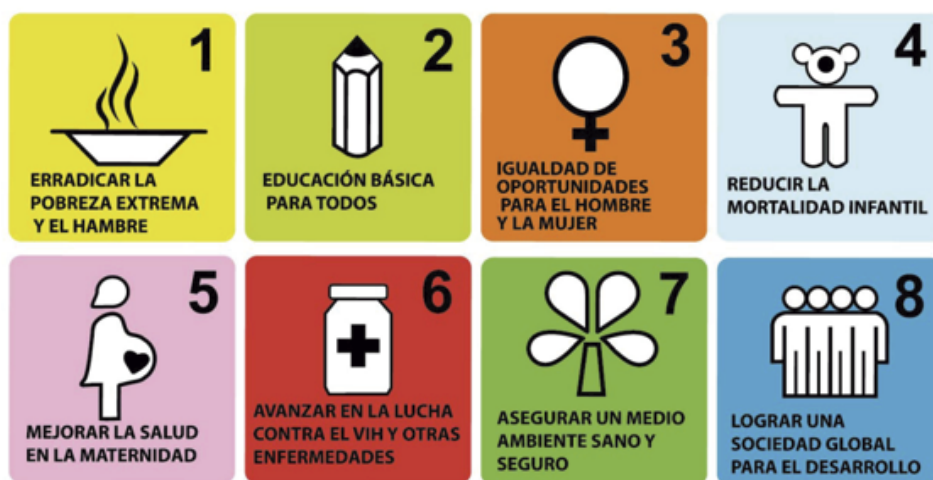 1
ERRADICAR LA
POBREZA EXTREMA
Y EL HAMBRE
2
EDUCACIÓN BÁSICA
PARA TODOS
3
IGUALDAD DE
OPORTUNIDADES
PARA EL HOMBRE
Y LA MUJER
4
REDUCIR LA
MORTALIDAD INFANTIL
5
MEJORAR LA SALUD
EN LA MATERNIDAD
6
AVANZAR EN LA LUCHA
CONTRA EL VIH Y OTRAS
ENFERMEDADES
7
ASEGURAR UN MEDIO
AMBIENTE SANO Y
SEGURO
8
LOGRAR UNA
SOCIEDAD GLOBAL
PARA EL DESARROLLO